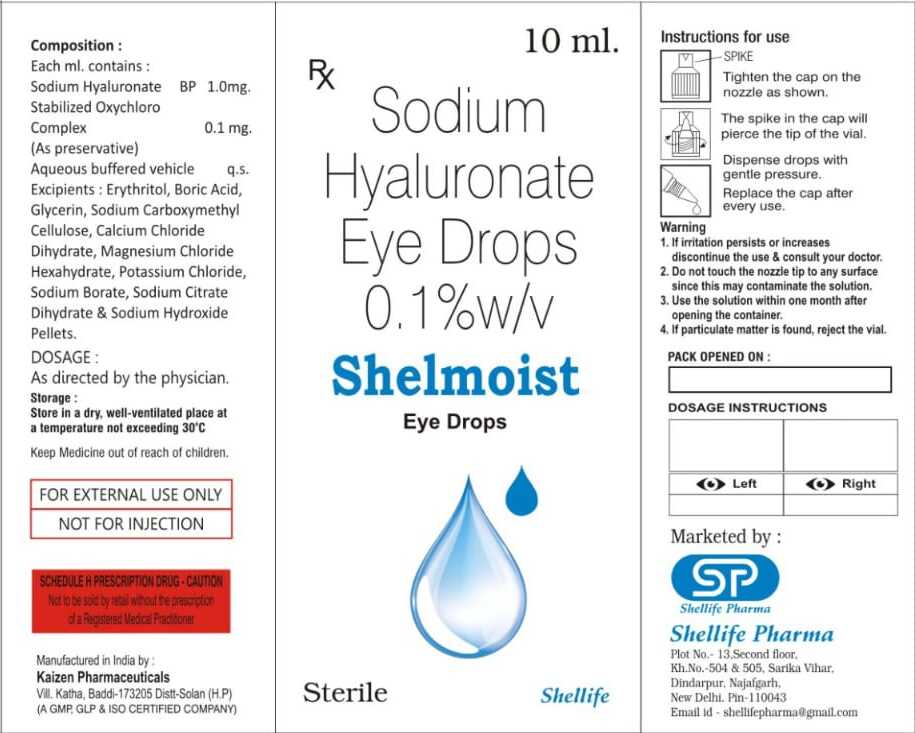 Composition :
Each ml. contains :
Sodium Hyaluronate BP 1.0mg.
Stabilized Oxychloro
Complex 0.1 mg.
(As preservative)
Aqueous buffered vehicle q.s.
Excipients : Erythritol, Boric Acid,
Glycerin, Sodium Carboxymethyl
Cellulose, Calcium Chloride
Dihydrate, Magnesium Chloride
Hexahydrate, Potassium Chloride,
Sodium Borate, Sodium Citrate
Dihydrate & Sodium Hydroxide
Pellets.
DOSAGE :
As directed by the physician.
Storage :
Store in a dry, well-ventilated place at
a temperature not exceeding 30°C
Keep Medicine out of reach of children.
FOR EXTERNAL USE ONLY
NOT FOR INJECTION
SCHEDULE H PRESCRIPTION DRUG - CAUTION
Not to be sold by retail without the prescription
of a Registered Medical Practitioner
Manufactured in India by :
Kaizen Pharmaceuticals
Vill. Katha, Baddi-173205 Distt-Solan (H.P)
(A GMP, GLP & ISO CERTIFIED COMPANY)
10 ml.
Rx
Sodium
Hyaluronate
Eye Drops
0.1%w/v
Shelmoist
Eye Drops
Sterile
Shellife
Instructions for use
SPIKE
Tighten the cap on the
nozzle as shown.
The spike in the cap will
pierce the tip of the vial.
Dispense drops with
gentle pressure.
Replace the cap after
every use.
Warning
1. If irritation persists or increases
discontinue the use & consult your doctor.
2. Do not touch the nozzle tip to any surface
since this may contaminate the solution.
3. Use the solution within one month after
opening the container.
4. If particulate matter is found, reject the vial.
PACK OPENED ON :
DOSAGE INSTRUCTIONS
Left Right
Marketed by :
SP
Shellife Pharma
Shellife Pharma
Plot No.- 13,Second floor,
Kh.No.-504 & 505, Sarika Vihar,
Dindarpur, Najafgarh,
New Delhi. Pin-110043
Email id - shellifepharma@gmail.com